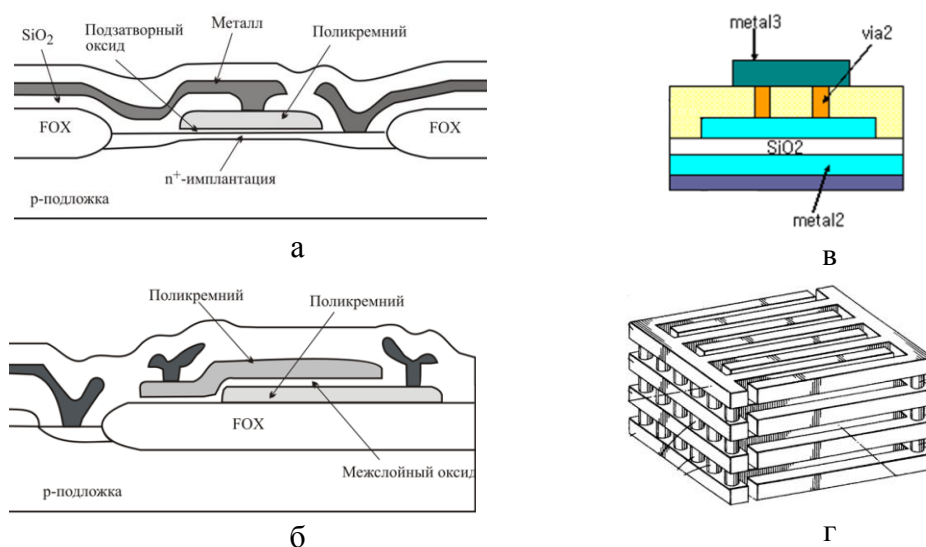 SiO2
Подзатворный
оксид
Металл
Поликремний
FOX
FOX
n+-имплантация
р-подложка
а
metal3
via2
SiO2
metal2
в
Поликремний
Поликремний
FOX
Межслойный оксид
р-подложка
б
г